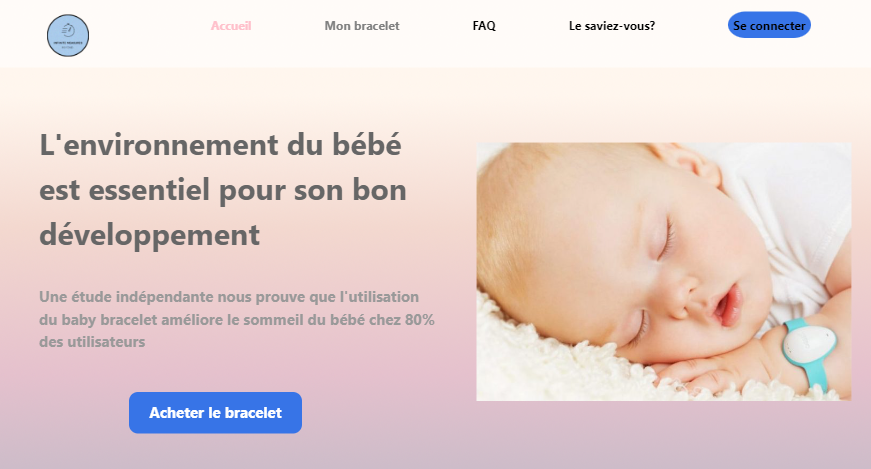 Accueil
Mon bracelet
FAQ
Le saviez-vous?
Se connecter
L'environnement du bébé
est essentiel pour son bon
développement
Une étude indépendante nous prouve que l'utilisation
du baby bracelet améliore le sommeil du bébé chez 80%
des utilisateurs
Acheter le bracelet